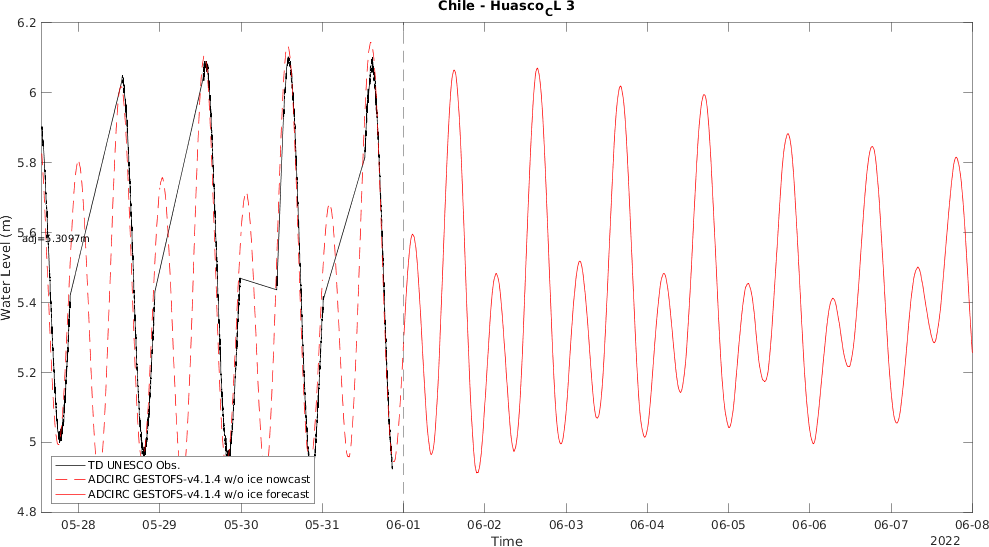 Chile - Huasco_CL 3
6.2
6
5.8
5.6
5.4
5.2
5
4.8
Water Level (m)
adj=5.3097m
TD UNESCO Obs.
ADCIRC GESTOFS-v4.1.4 w/o ice nowcast
ADCIRC GESTOFS-v4.1.4 w/o ice forecast
05-28 05-29 05-30 05-31 06-01 06-02 06-03 06-04 06-05 06-06 06-07 06-08
Time
2022